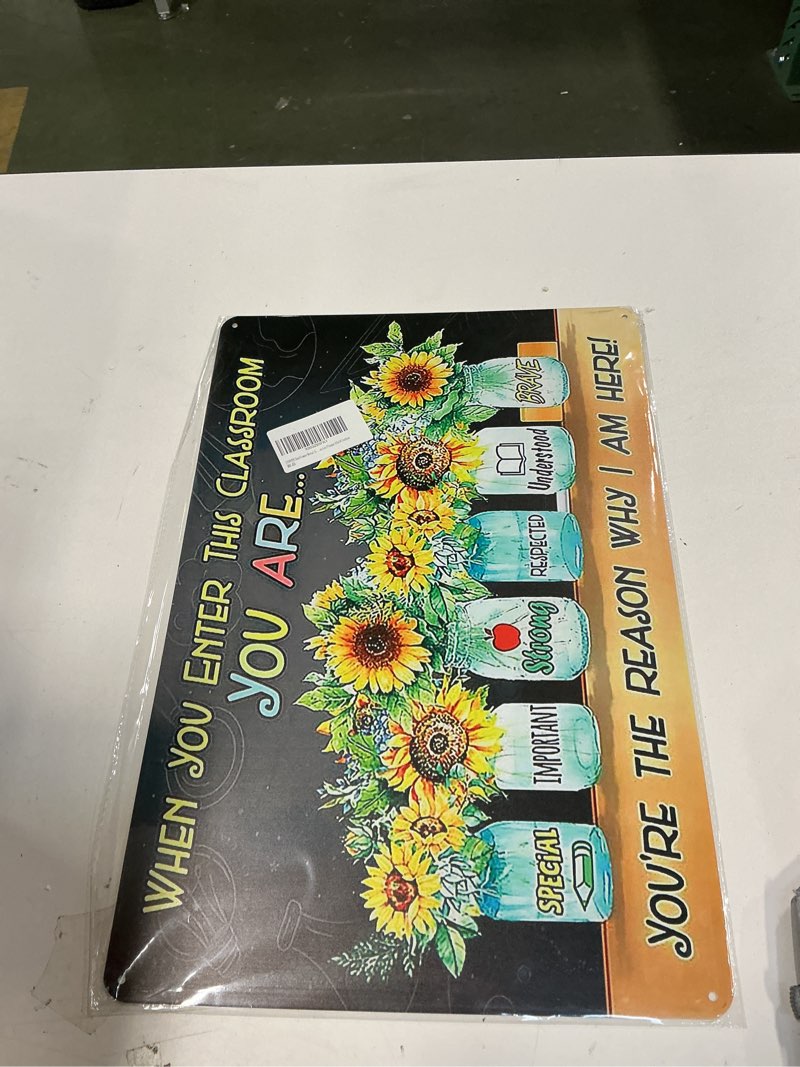 WHEN YOU ENTER THIS CLASSROOM
YOU ARE...
SPECIAL
IMPORTANT
Strong
RESPECTED
Understood
BRAVE
YOU'RE THE REASON WHY I AM HERE!